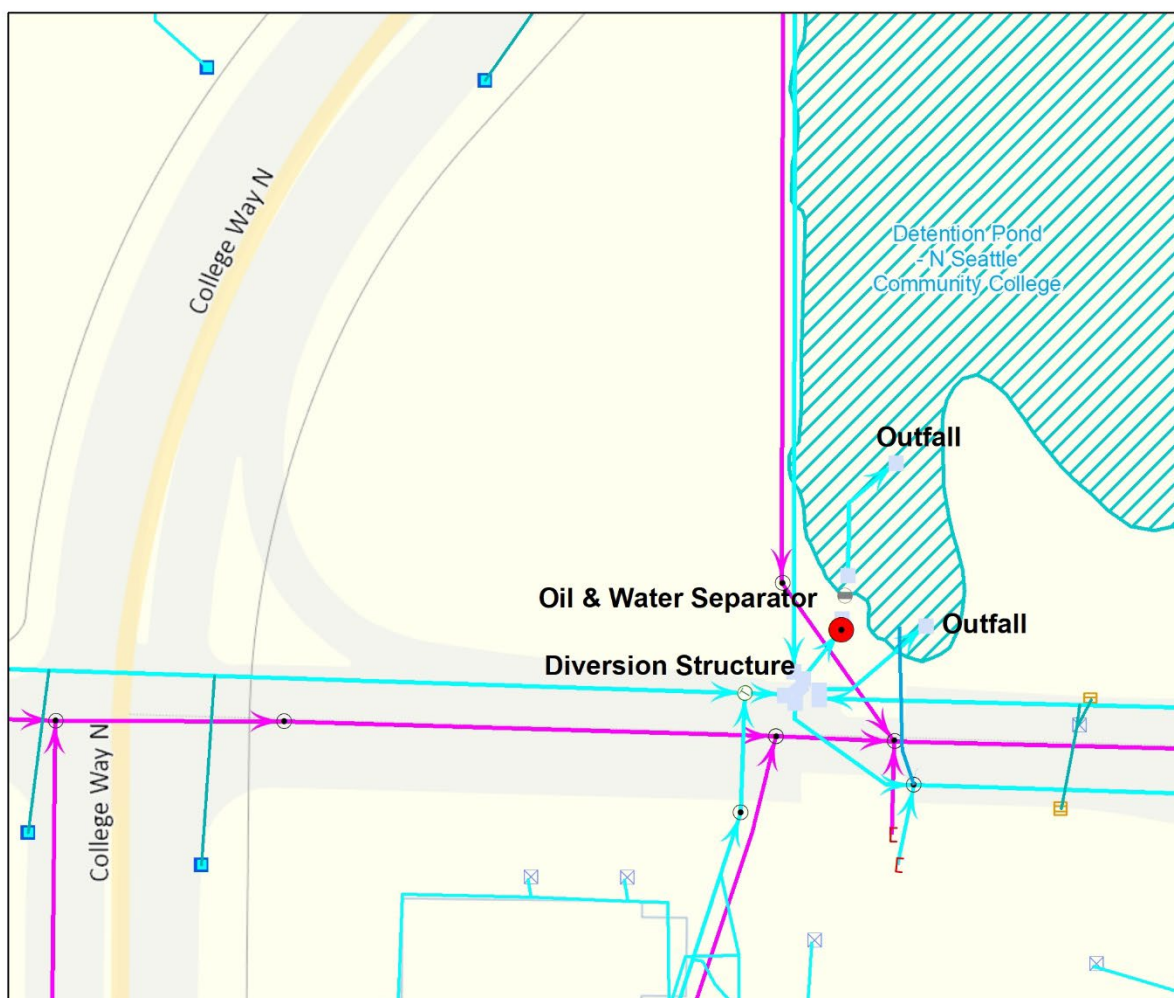 College Way N
Detention Pond
- N Seattle
Community College
Outfall
Oil & Water Separator
Outfall
Diversion Structure
College Way N